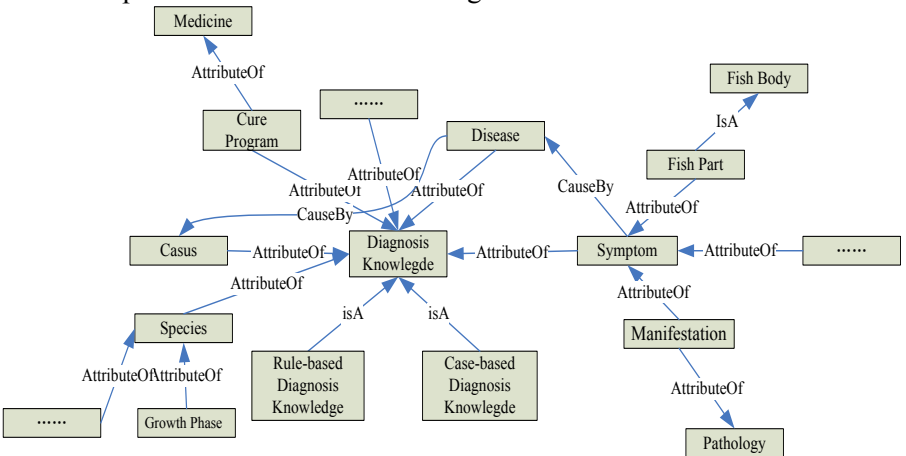 Medicine
AttributeOf
Fish Body
……
Cure
Program
IsA
Disease
Fish Part
AttributeOf
AttributeOf
AttributeOf
CauseBy
AttributeOf
CauseBy
Casus
AttributeOf
Diagnosis
Knowlegde
AttributeOf
Symptom
AttributeOf
……
AttributeOf
AttributeOf
isA
isA
Species
Manifestation
Rule-based
Diagnosis
Knowledge
Case-based
Diagnosis
Knowlegde
AttributeOf
AttributeOf
AttributeOf
……
Growth Phase
Pathology